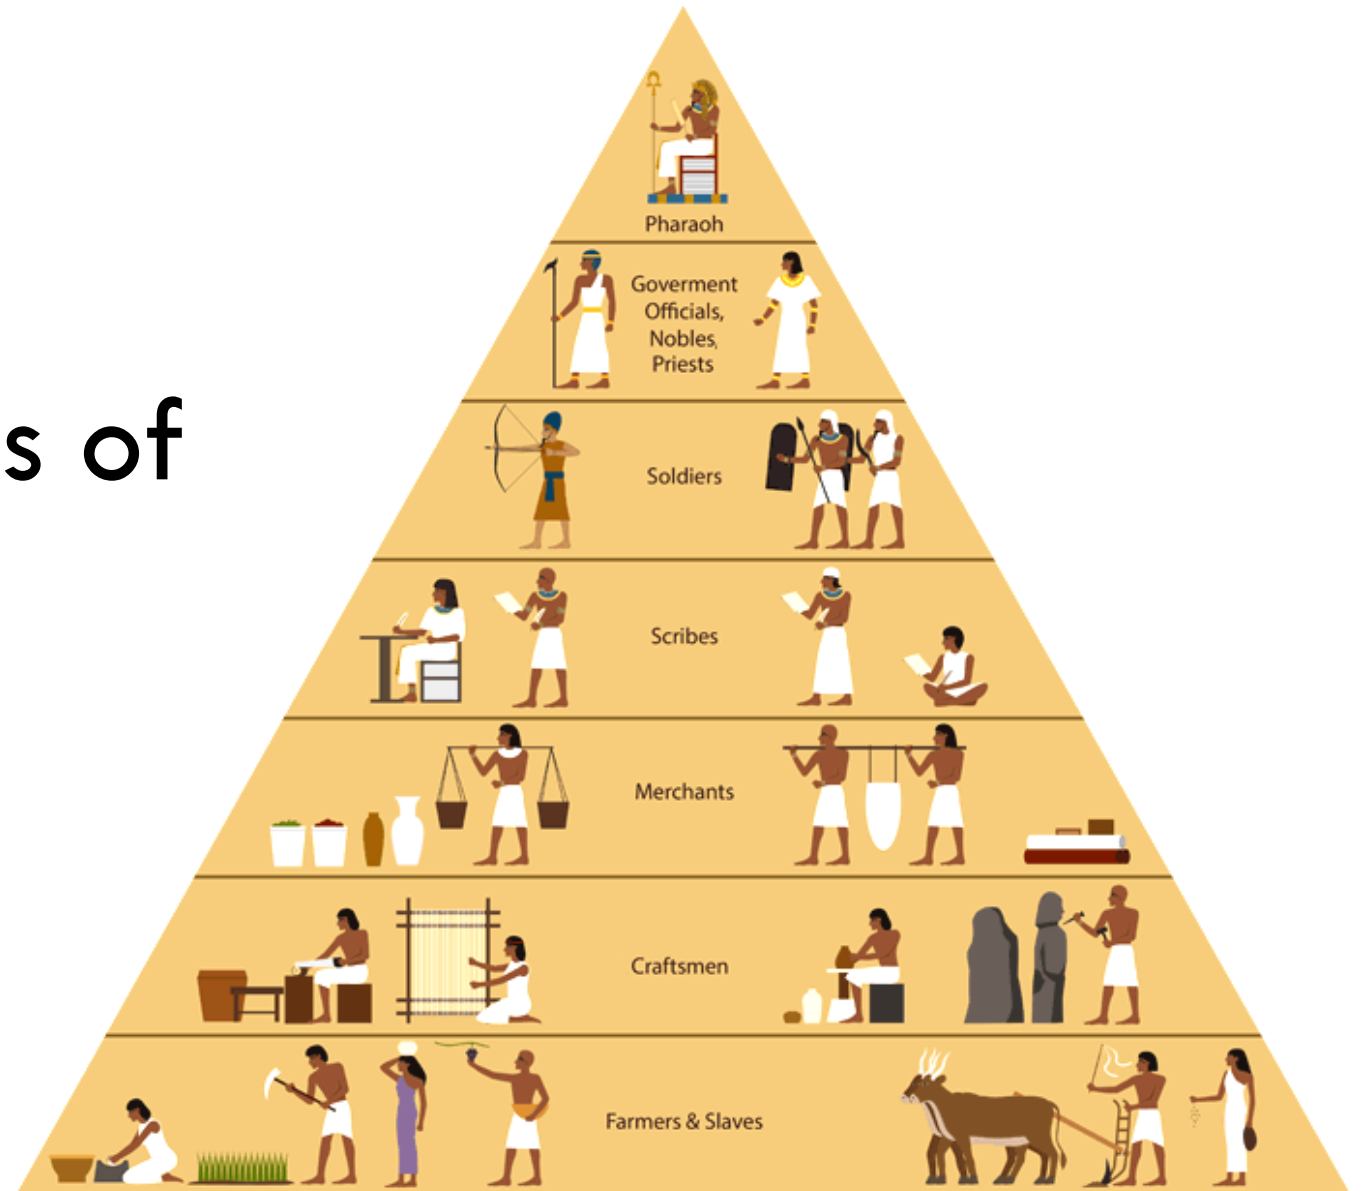 Pharaoh
Goverment
Officials,
Nobles,
Priests
s of
Soldiers
Scribes
Merchants
Craftsmen
Farmers & Slaves